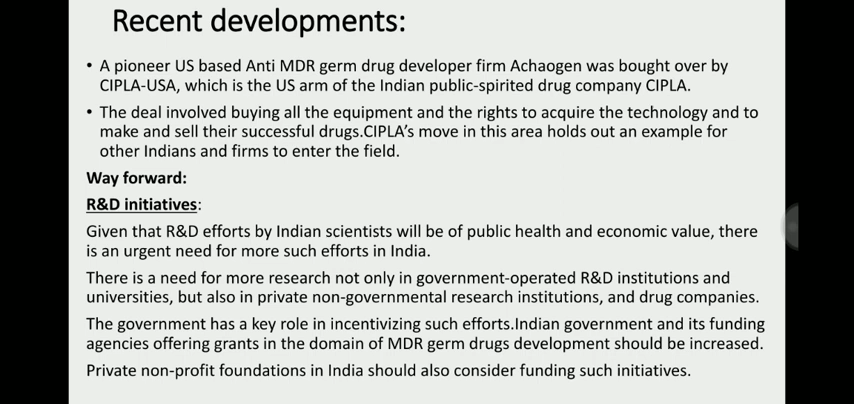 Recent developments:
• A pioneer US based Anti MDR germ drug developer firm Achaogen was bought over by
CIPLA-USA, which is the US arm of the Indian public-spirited drug company CIPLA.
• The deal involved buying all the equipment and the rights to acquire the technology and to
make and sell their successful drugs.CIPLA’s move in this area holds out an example for
other Indians and firms to enter the field.
Way forward:
R&D initiatives:
Given that R&D efforts by Indian scientists will be of public health and economic value, there
is an urgent need for more such efforts in India.
There is a need for more research not only in government-operated R&D institutions and
universities, but also in private non-governmental research institutions, and drug companies.
The government has a key role in incentivizing such efforts.Indian government and its funding
agencies offering grants in the domain of MDR germ drugs development should be increased.
Private non-profit foundations in India should also consider funding such initiatives.